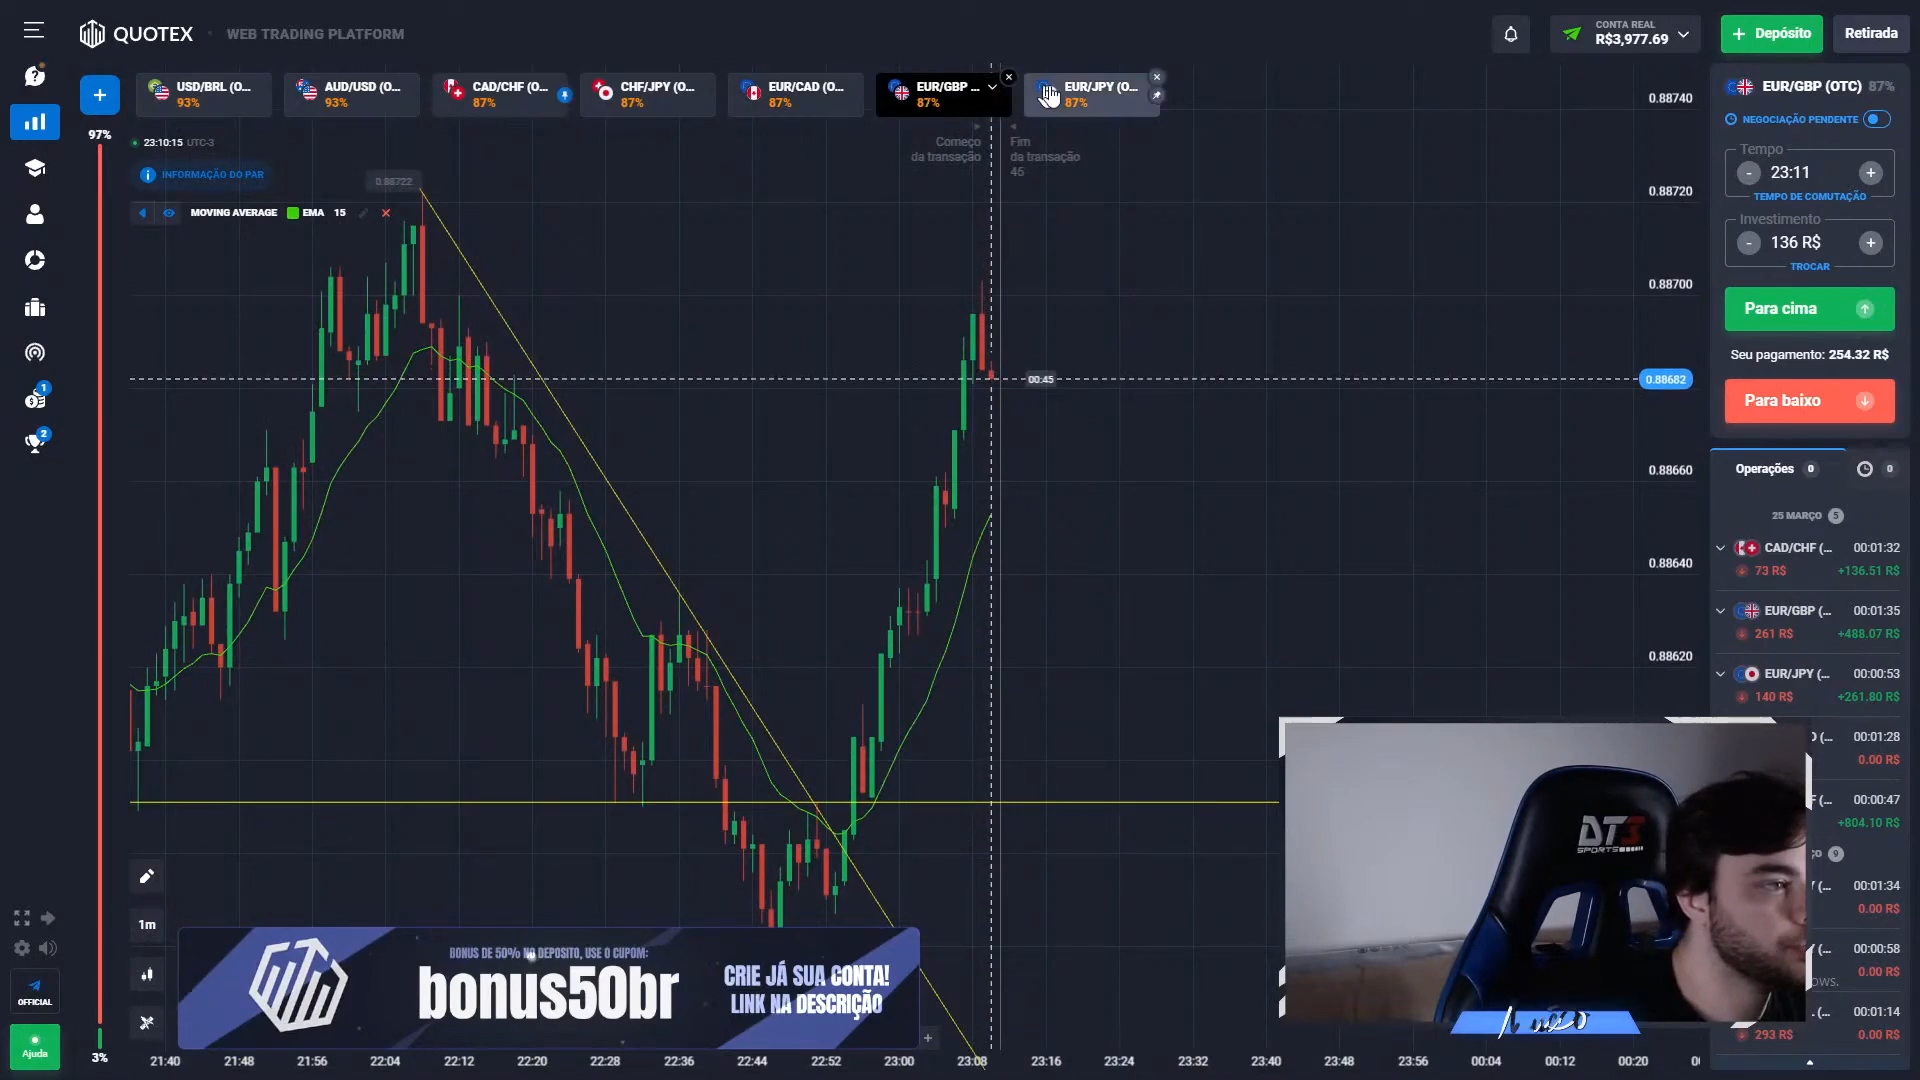 QUOTEX
WEB TRADING PLATFORM
CONTA REAL
R$3,977.69
+ Depósito
Retirada
+
USD/BRL (O...
93%
AUD/USD (O...
93%
CAD/CHF (O...
87%
CHF/JPY (O...
87%
EUR/CAD (O...
87%
EUR/GBP ...
87%
EUR/JPY (O...
87%
97%
23:10:15 UTC-3
INFORMAÇÃO DO PAR
MOVING AVERAGE EMA 15
0.88722
Começo
da transação
Fim
da transação
45
00:45
0.88740
0.88720
0.88700
0.88682
0.88660
0.88640
0.88620
EUR/GBP (OTC) 87%
NEGOCIAÇÃO PENDENTE
Tempo
- 23:11 +
TEMPO DE COMUTAÇÃO
Investimento
- 136 R$ +
TROCAR
Para cima
Seu pagamento: 254.32 R$
Para baixo
Operações 0
0
25 MARÇO 5
CAD/CHF (... 00:01:32
73 R$ +136.51 R$
EUR/GBP (... 00:01:35
261 R$ +488.07 R$
EUR/JPY (... 00:00:53
140 R$ +261.80 R$
00:01:28
0.00 R$
00:00:47
+804.10 R$
9
00:01:34
0.00 R$
00:00:58
0.00 R$
00:01:14
293 R$ 0.00 R$
1
2
1m
OFFICIAL
Ajuda
3%
BONUS DE 50% NO DEPOSITO, USE O CUPOM:
bonus50br
CRIE JÁ SUA CONTA!
LINK NA DESCRIÇÃO
DT3
SPORTS
21:40 21:48 21:56 22:04 22:12 22:20 22:28 22:36 22:44 22:52 23:00 23:08 23:16 23:24 23:32 23:40 23:48 23:56 00:04 00:12 00:20